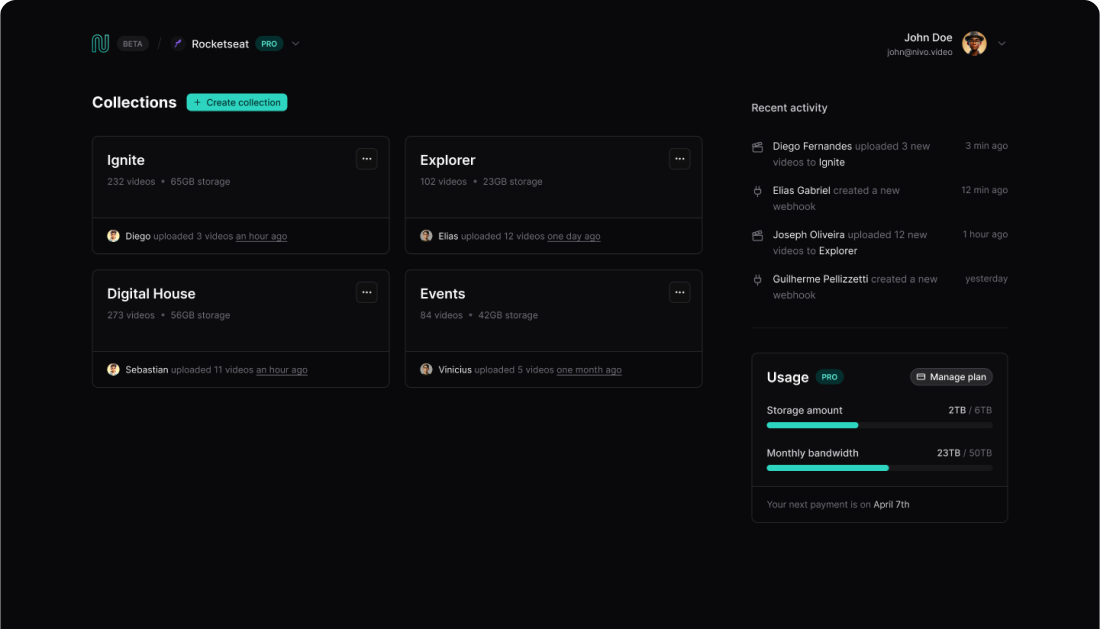 BETA / Rocketseat PRO
John Doe
john@nivo.video
Collections
+ Create collection
Ignite
232 videos • 65GB storage
Diego uploaded 3 videos an hour ago
Explorer
102 videos • 23GB storage
Elias uploaded 12 videos one day ago
Digital House
273 videos • 56GB storage
Sebastian uploaded 11 videos an hour ago
Events
84 videos • 42GB storage
Vinicius uploaded 5 videos one month ago
Recent activity
Diego Fernandes uploaded 3 new 3 min ago
videos to Ignite
Elias Gabriel created a new 12 min ago
webhook
Joseph Oliveira uploaded 12 new 1 hour ago
videos to Explorer
Guilherme Pellizzetti created a new yesterday
webhook
Usage PRO Manage plan
Storage amount 2TB / 6TB
Monthly bandwidth 23TB / 50TB
Your next payment is on April 7th